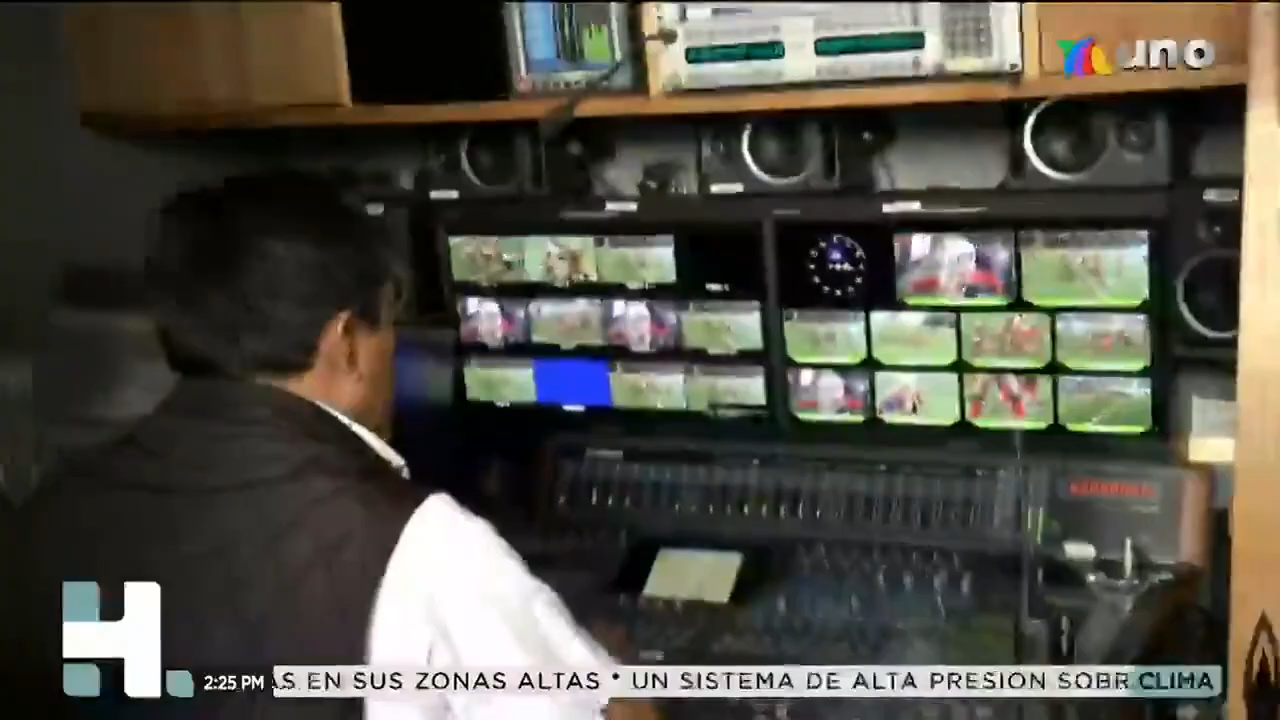 uno
H.
2:25 PM
AS EN SUS ZONAS ALTAS * UN SISTEMA DE ALTA PRESION SOBR CLIMA